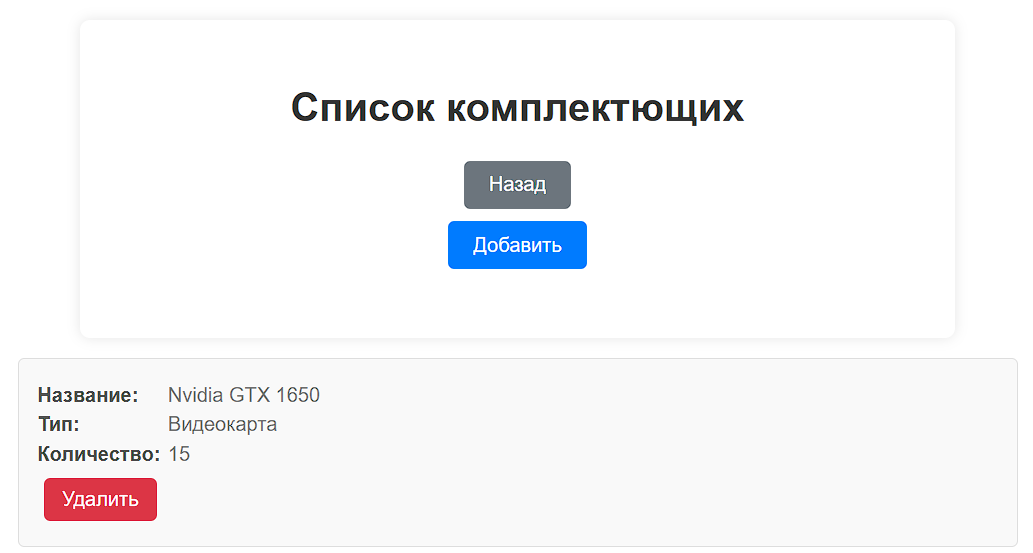 Список комплектющих
Назад
Добавить
Название: Nvidia GTX 1650
Тип: Видеокарта
Количество: 15
Удалить